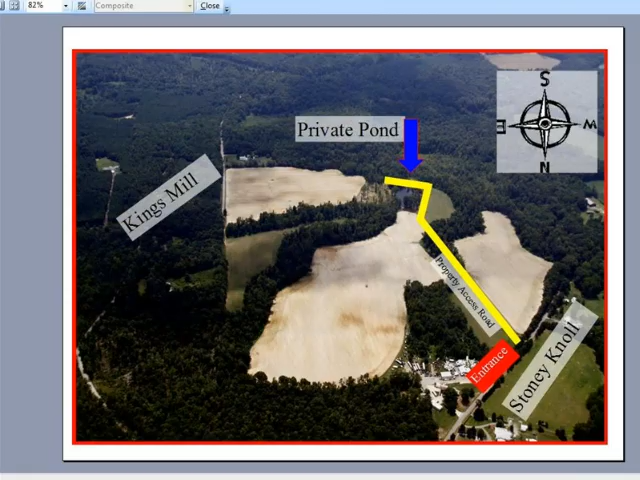 82%
Composite
Close
S
Private Pond
E
W
N
Kings Mill
Property Access Road
Entrance
Stoney Knoll